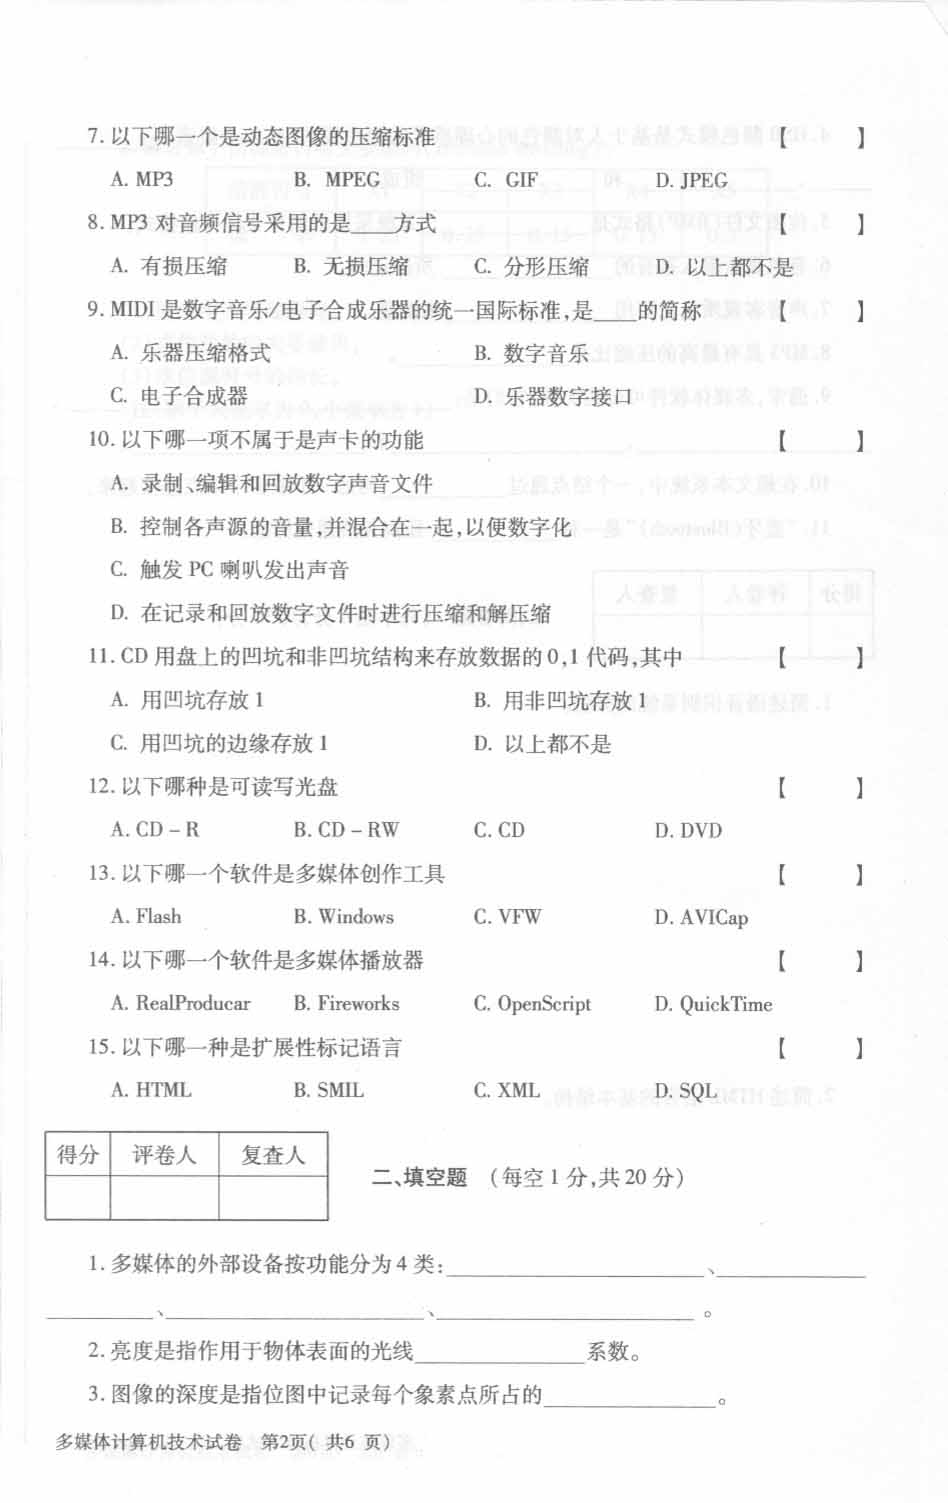 7. 以下哪一个是动态图像的压缩标准 【 】
A. MP3 B. MPEG C. GIF D. JPEG
8. MP3 对音频信号采用的是____方式 【 】
A. 有损压缩 B. 无损压缩 C. 分形压缩 D. 以上都不是
9. MIDI 是数字音乐/电子合成乐器的统一国际标准,是____的简称 【 】
A. 乐器压缩格式 B. 数字音乐
C. 电子合成器 D. 乐器数字接口
10. 以下哪一项不属于是声卡的功能 【 】
A. 录制、编辑和回放数字声音文件
B. 控制各声源的音量,并混合在一起,以便数字化
C. 触发 PC 喇叭发出声音
D. 在记录和回放数字文件时进行压缩和解压缩
11. CD 用盘上的凹坑和非凹坑结构来存放数据的 0,1 代码,其中 【 】
A. 用凹坑存放 1 B. 用非凹坑存放 1
C. 用凹坑的边缘存放 1 D. 以上都不是
12. 以下哪种是可读写光盘 【 】
A. CD – R B. CD – RW C. CD D. DVD
13. 以下哪一个软件是多媒体创作工具 【 】
A. Flash B. Windows C. VFW D. AVICap
14. 以下哪一个软件是多媒体播放器 【 】
A. RealProducar B. Fireworks C. OpenScript D. QuickTime
15. 以下哪一种是扩展性标记语言 【 】
A. HTML B. SMIL C. XML D. SQL
得分 评卷人 复查人
二、填空题 (每空 1 分,共 20 分)
1. 多媒体的外部设备按功能分为 4 类:________、________
________、________、________。
2. 亮度是指作用于物体表面的光线________系数。
3. 图像的深度是指位图中记录每个象素点所占的________。
多媒体计算机技术试卷 第2页( 共6 页)